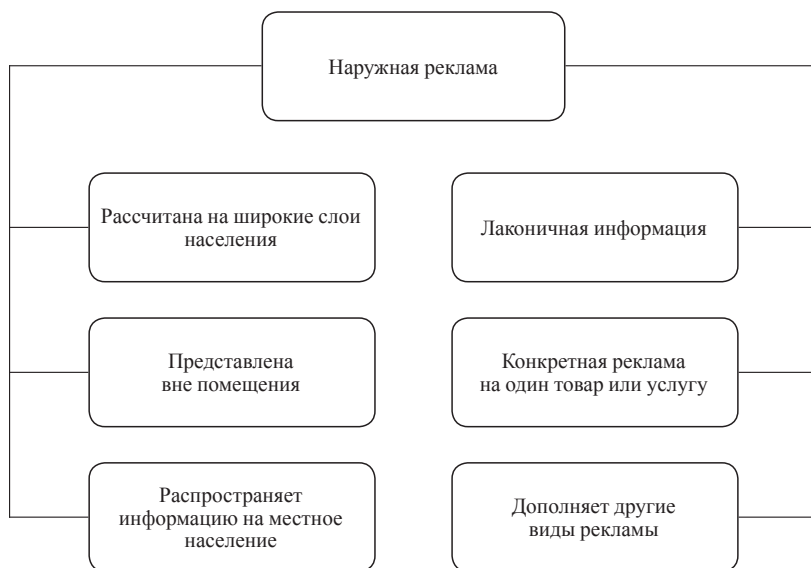 Наружная реклама
Рассчитана на широкие слои
населения
Лаконичная информация
Представлена
вне помещения
Конкретная реклама
на один товар или услугу
Распространяет
информацию на местное
население
Дополняет другие
виды рекламы